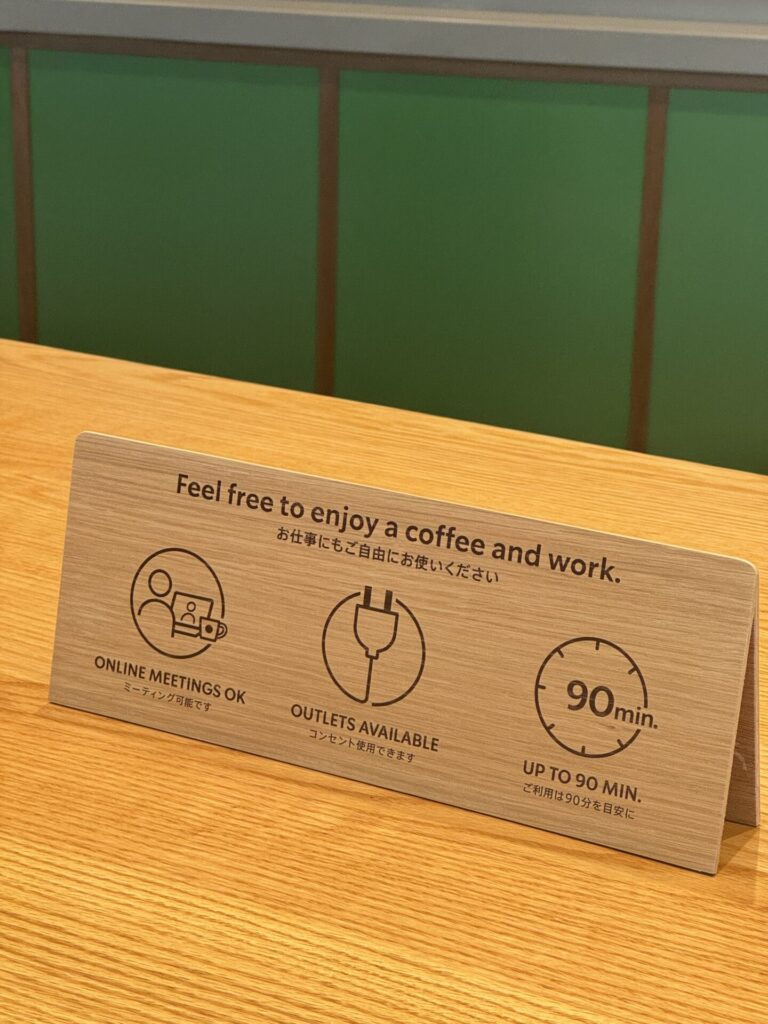 Feel free to enjoy a coffee and work.
お仕事にもご自由にお使いください
ONLINE MEETINGS OK
ミーティング可能です
OUTLETS AVAILABLE
コンセント使用できます
90min.
UP TO 90 MIN.
ご利用は90分を目安に